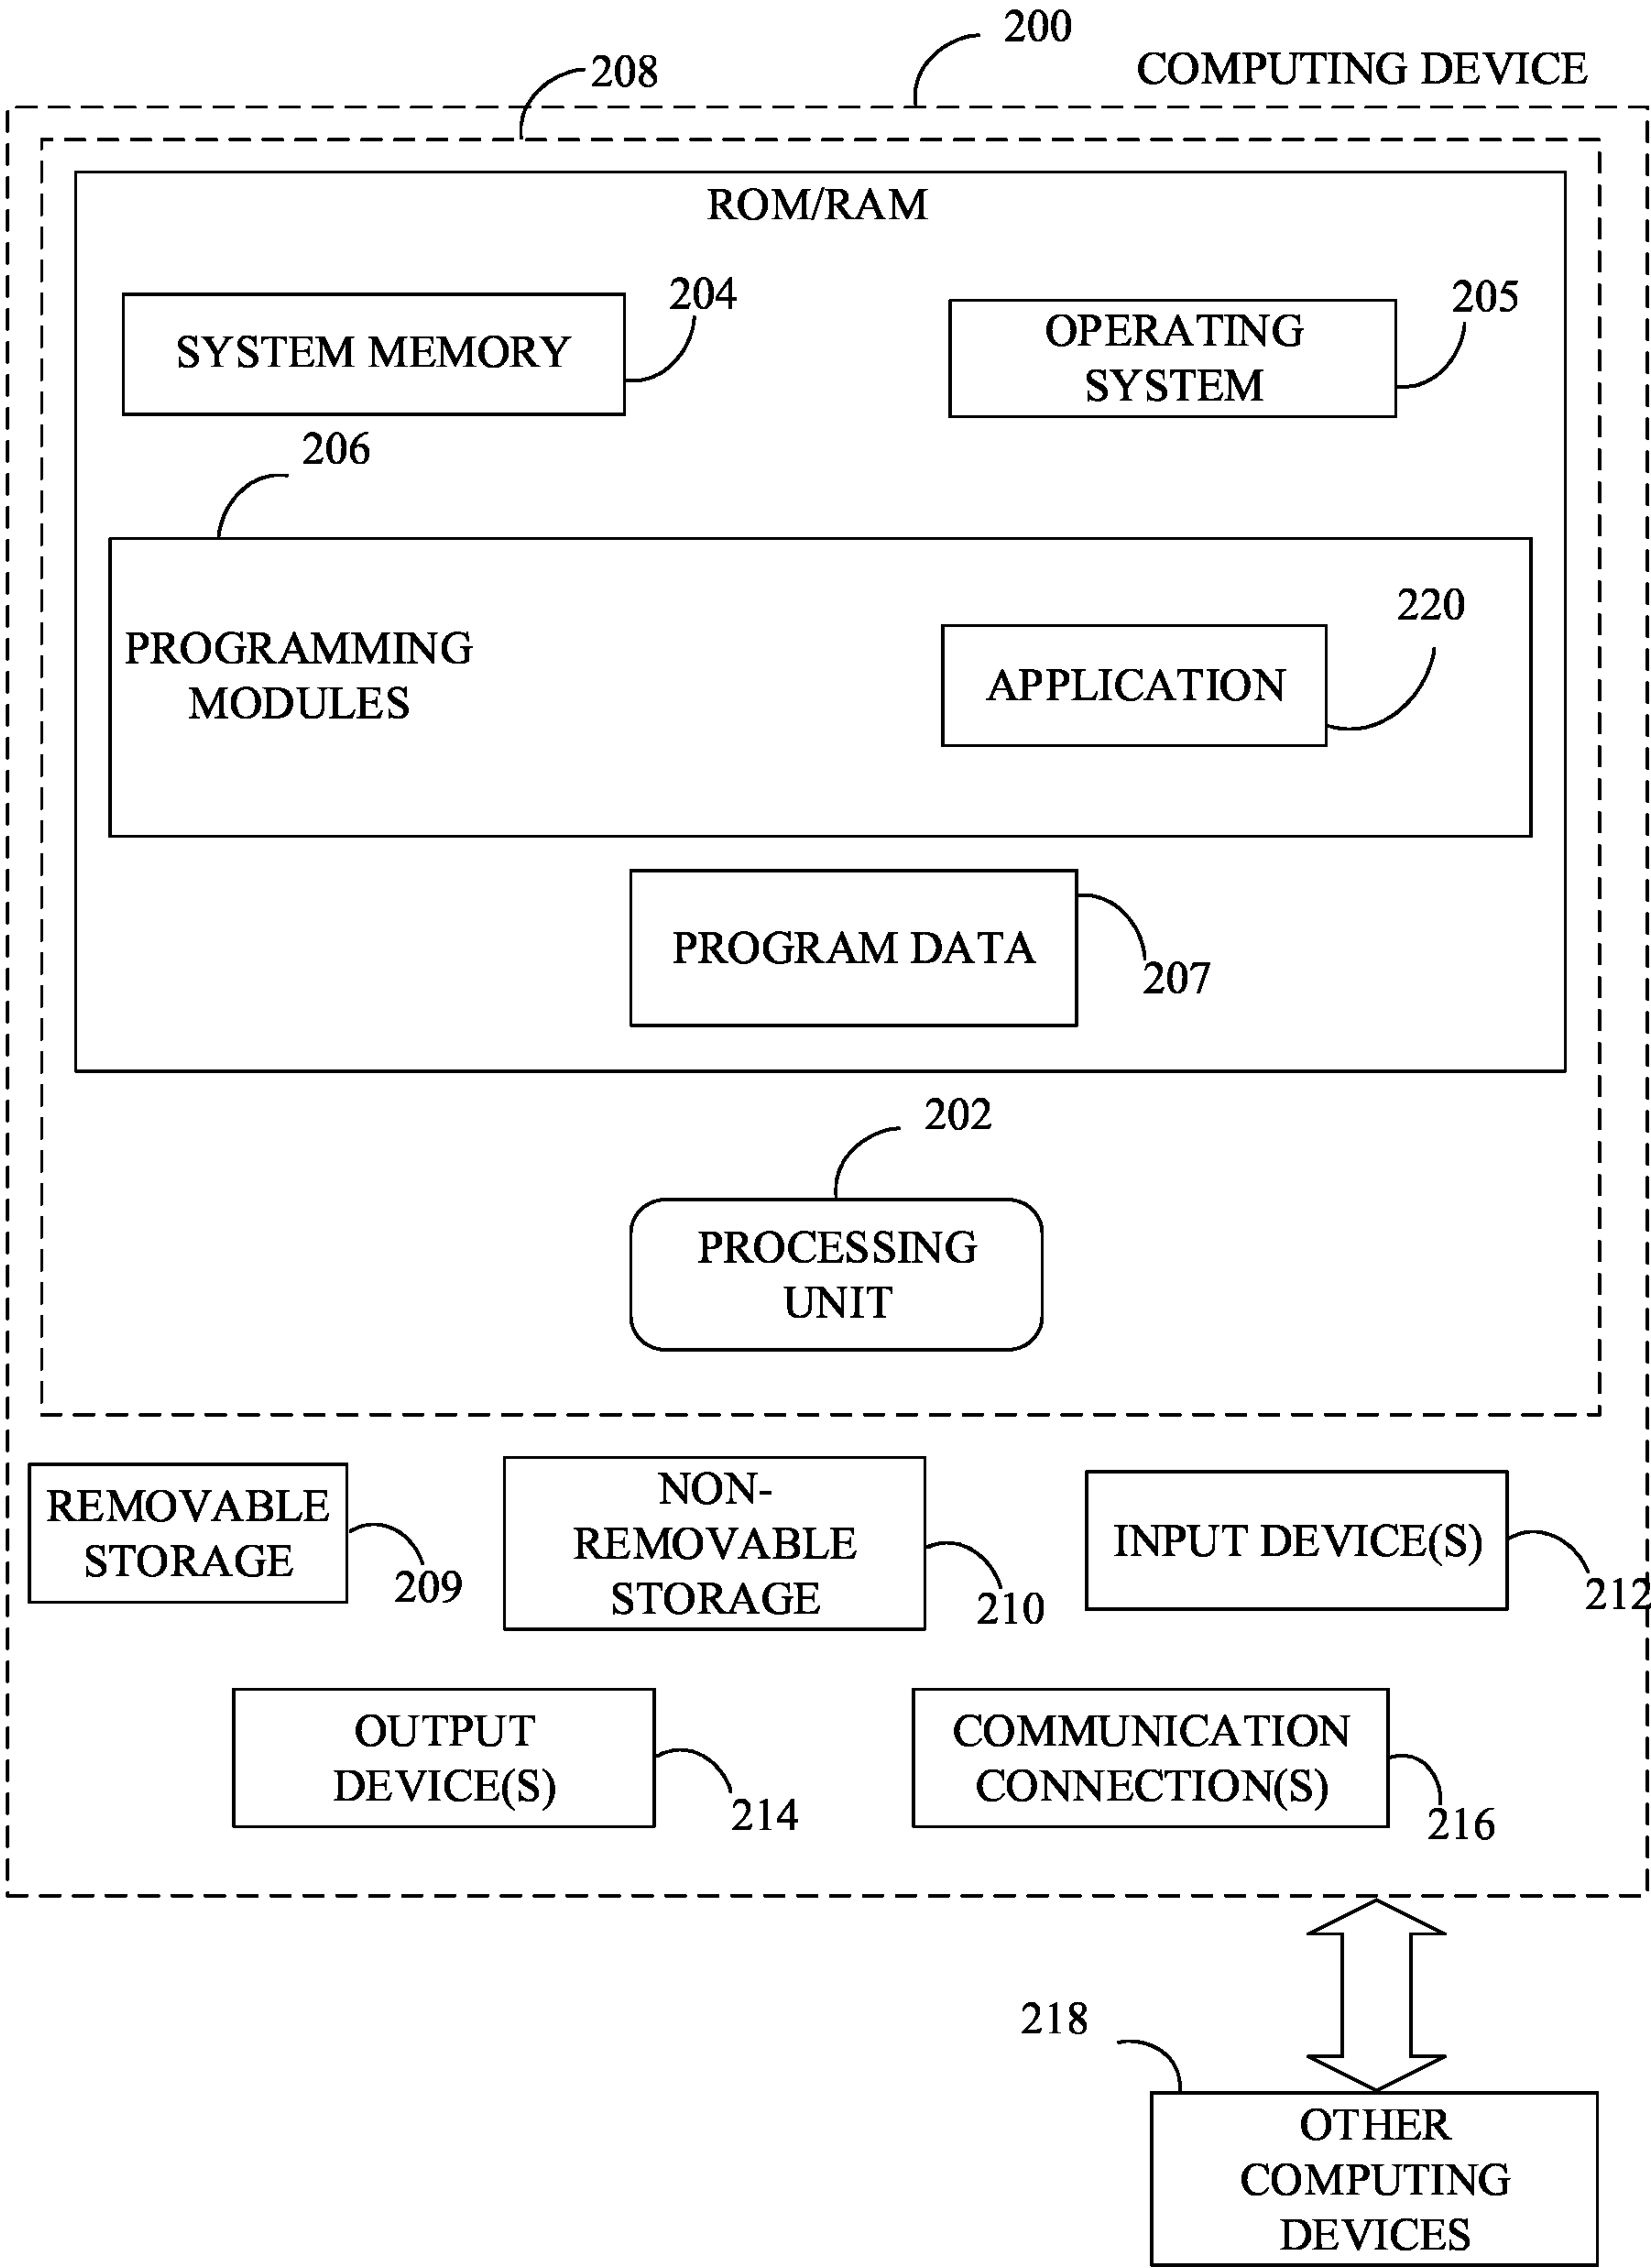 200
COMPUTING DEVICE
208
ROM/RAM
204
SYSTEM MEMORY
205
OPERATING
SYSTEM
206
PROGRAMMING
MODULES
220
APPLICATION
PROGRAM DATA
207
202
PROCESSING
UNIT
REMOVABLE
STORAGE
209
NON-
REMOVABLE
STORAGE
210
INPUT DEVICE(S)
212
OUTPUT
DEVICE(S)
214
COMMUNICATION
CONNECTION(S)
216
218
OTHER
COMPUTING
DEVICES